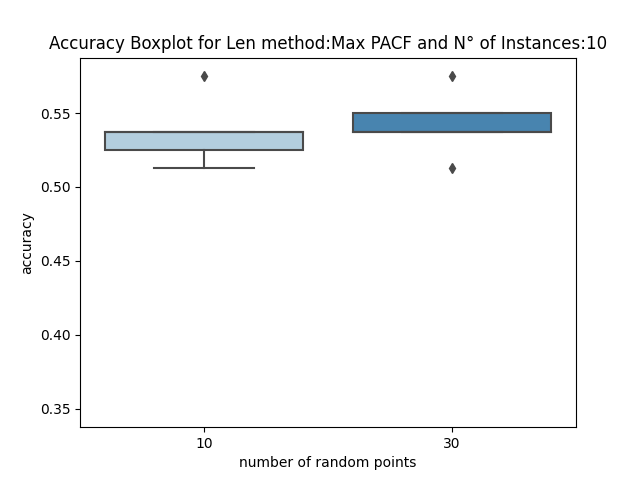 Accuracy Boxplot for Len method:Max PACF and N° of Instances:10
0.55
0.50
0.45
0.40
0.35
accuracy
10 30
number of random points